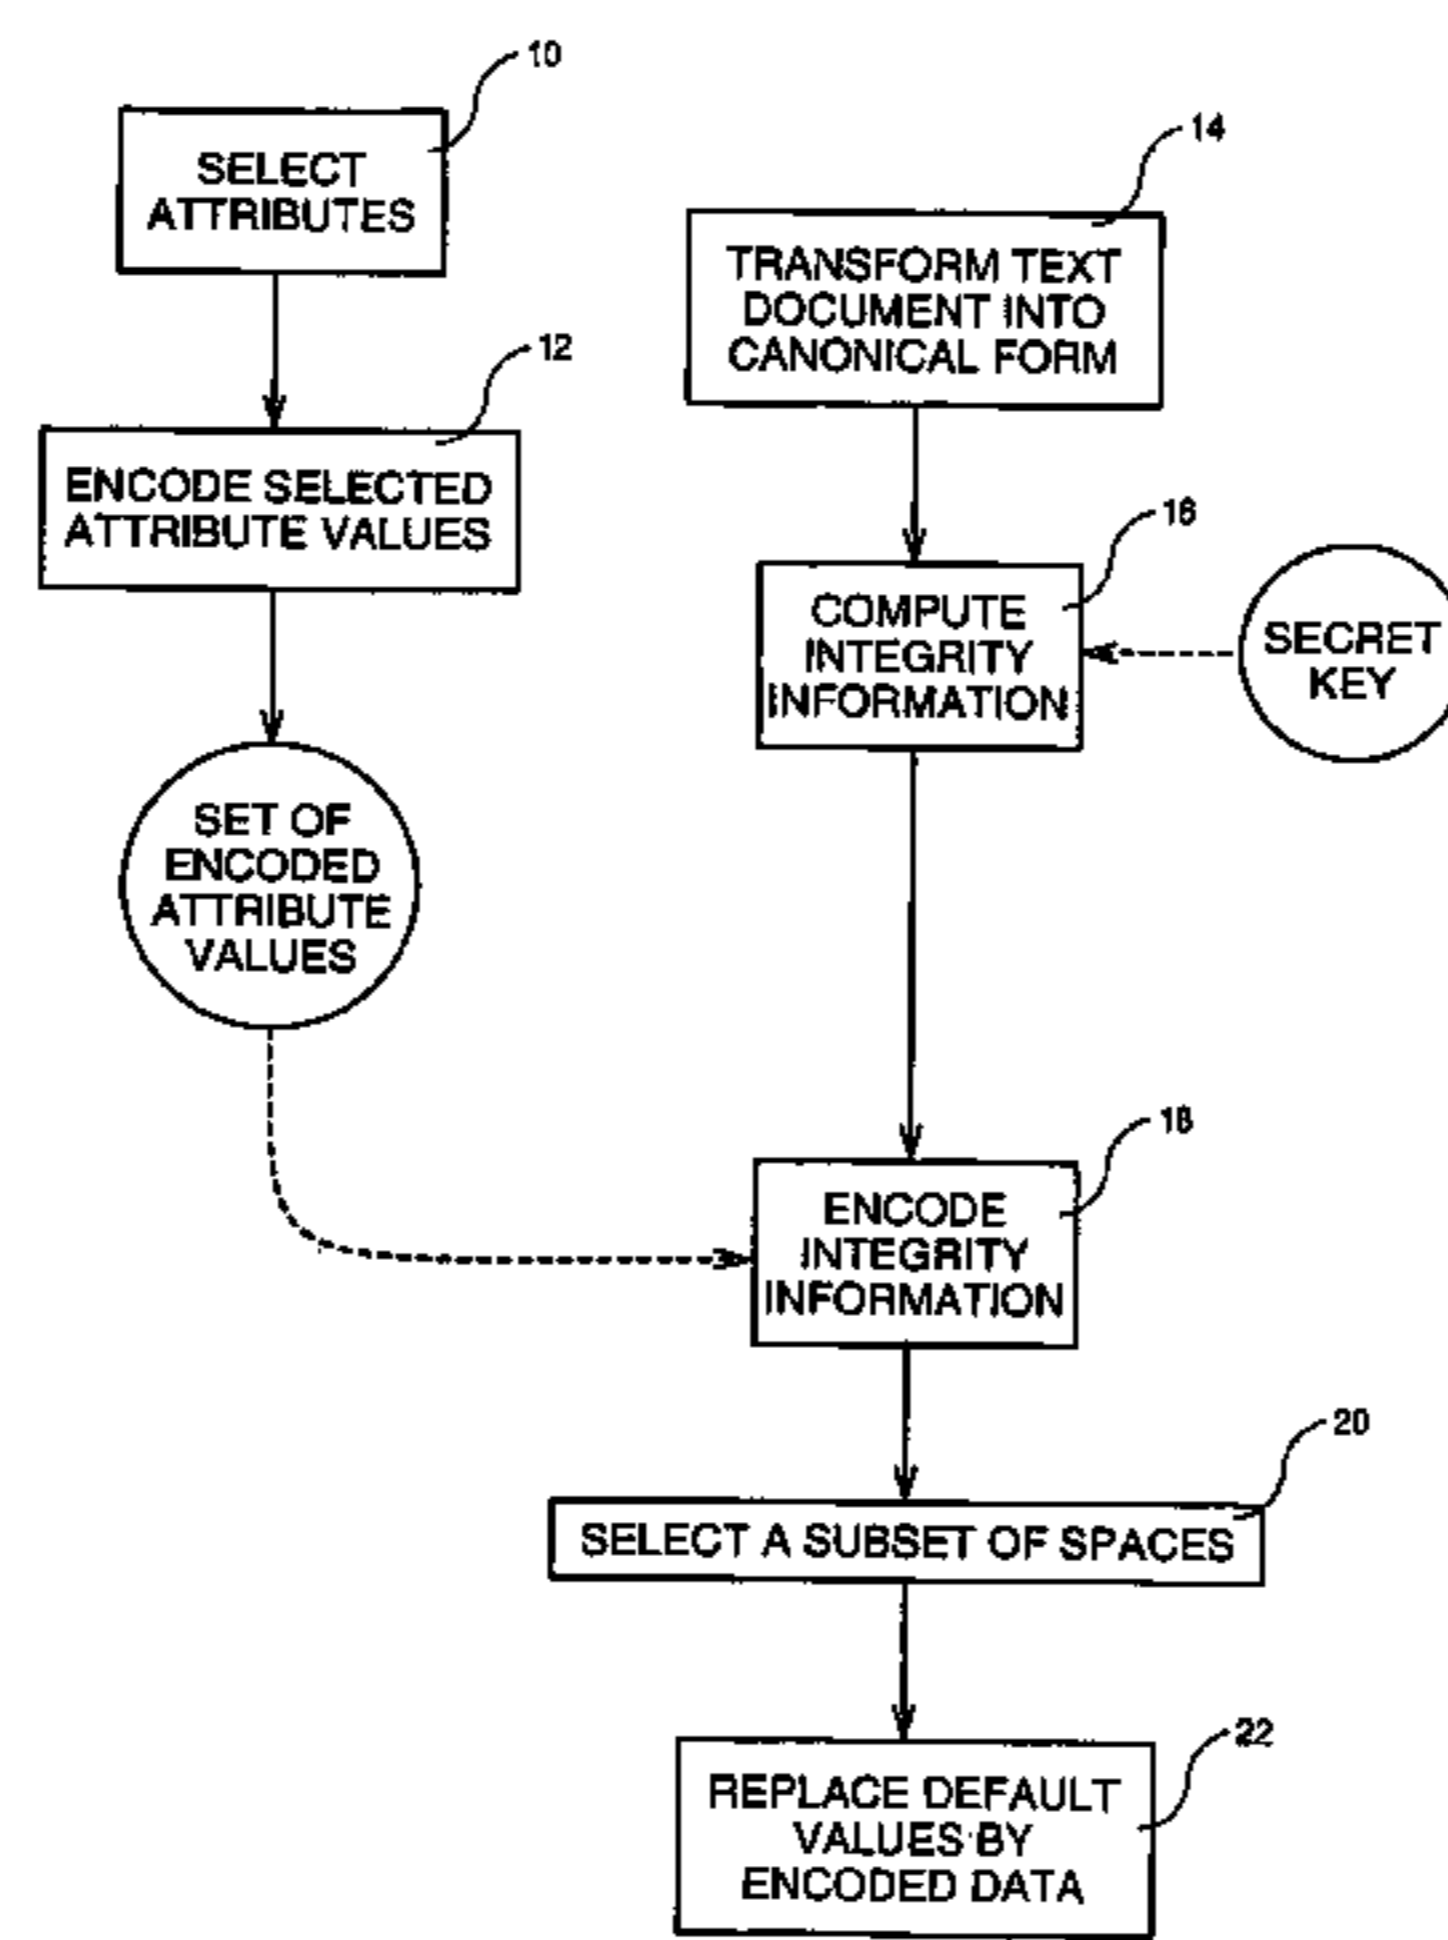 10
SELECT
ATTRIBUTES
12
ENCODE SELECTED
ATTRIBUTE VALUES
SET OF
ENCODED
ATTRIBUTE
VALUES
14
TRANSFORM TEXT
DOCUMENT INTO
CANONICAL FORM
16
COMPUTE
INTEGRITY
INFORMATION
SECRET
KEY
18
ENCODE
INTEGRITY
INFORMATION
20
SELECT A SUBSET OF SPACES
22
REPLACE DEFAULT
VALUES BY
ENCODED DATA